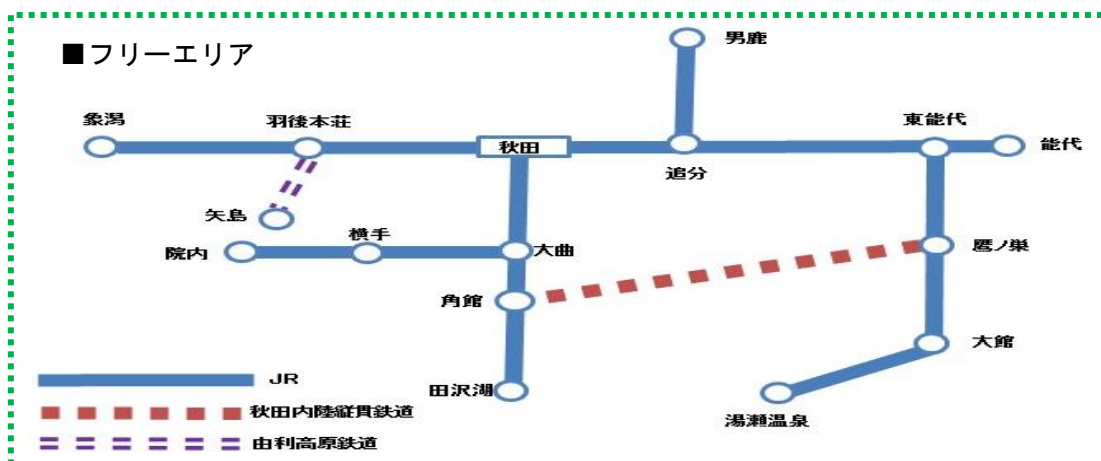 ■フリーエリア
男鹿
象潟
羽後本荘
秋田
追分
東能代
能代
矢島
院内
横手
大曲
鷹ノ巣
角館
大館
田沢湖
湯瀬温泉
JR
秋田内陸縦貫鉄道
由利高原鉄道